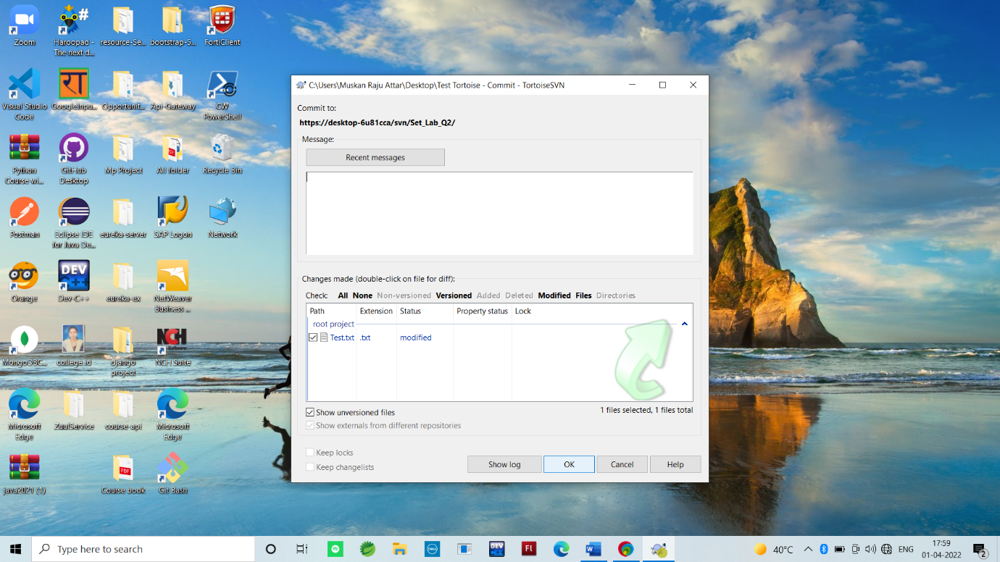 Zoom
Haroopad - The next d...
resource-Se...
bootstrap-5...
FortiClient
Visual Studio Code
GoogleInpu...
Opportunit...
Api-Gateway
CW PowerShell
Python Course wi...
GitHub Desktop
Mp Project
All folder
Recycle Bin
Postman
Eclipse IDE for Java De...
eureka-server
SAP Logon
Network
Orange
DEV C++
Dev-C++
eureka-ex
NetWeaver Business ...
MongoDBC...
college id
django project
NCH Software
NCH Suite
Microsoft Edge
ZuulService
course-api
Microsoft Edge
java2021 (1)
PDF
Course book
Git Bash
C:\Users\Muskan Raju Attar\Desktop\Test Tortoise - Commit - TortoiseSVN
Commit to:
https://desktop-6u81cca/svn/Set_Lab_Q2/
Message:
Recent messages
Changes made (double-click on file for diff):
Check: All None Non-versioned Versioned Added Deleted Modified Files Directories
Path Extension Status Property status Lock
root project
Test.txt .txt modified
Show unversioned files
1 files selected, 1 files total
Show externals from different repositories
Keep locks
Keep changelists
Show log OK Cancel Help
Type here to search
DELL
DEV C++
Fl
W
40°C
ENG
17:59
01-04-2022
2